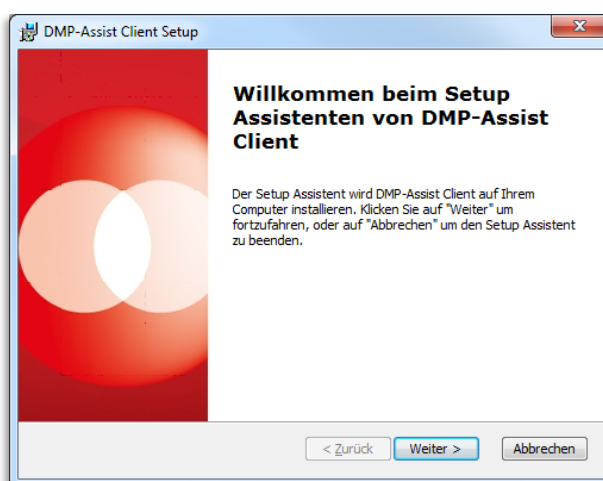 DMP-Assist Client Setup
Willkommen beim Setup
Assistenten von DMP-Assist
Client
Der Setup Assistent wird DMP-Assist Client auf Ihrem
Computer installieren. Klicken Sie auf "Weiter" um
fortzufahren, oder auf "Abbrechen" um den Setup Assistent
zu beenden.
< Zurück Weiter > Abbrechen